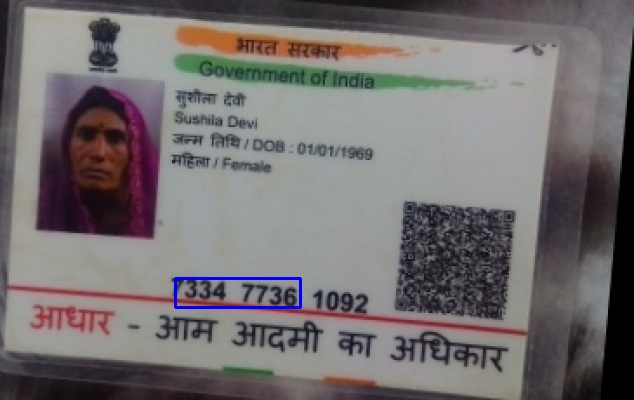 भारत सरकार
Government of India
सुशीला देवी
Sushila Devi
जन्म तिथि / DOB : 01/01/1969
महिला / Female
7334 7736 1092
आधार - आम आदमी का अधिकार